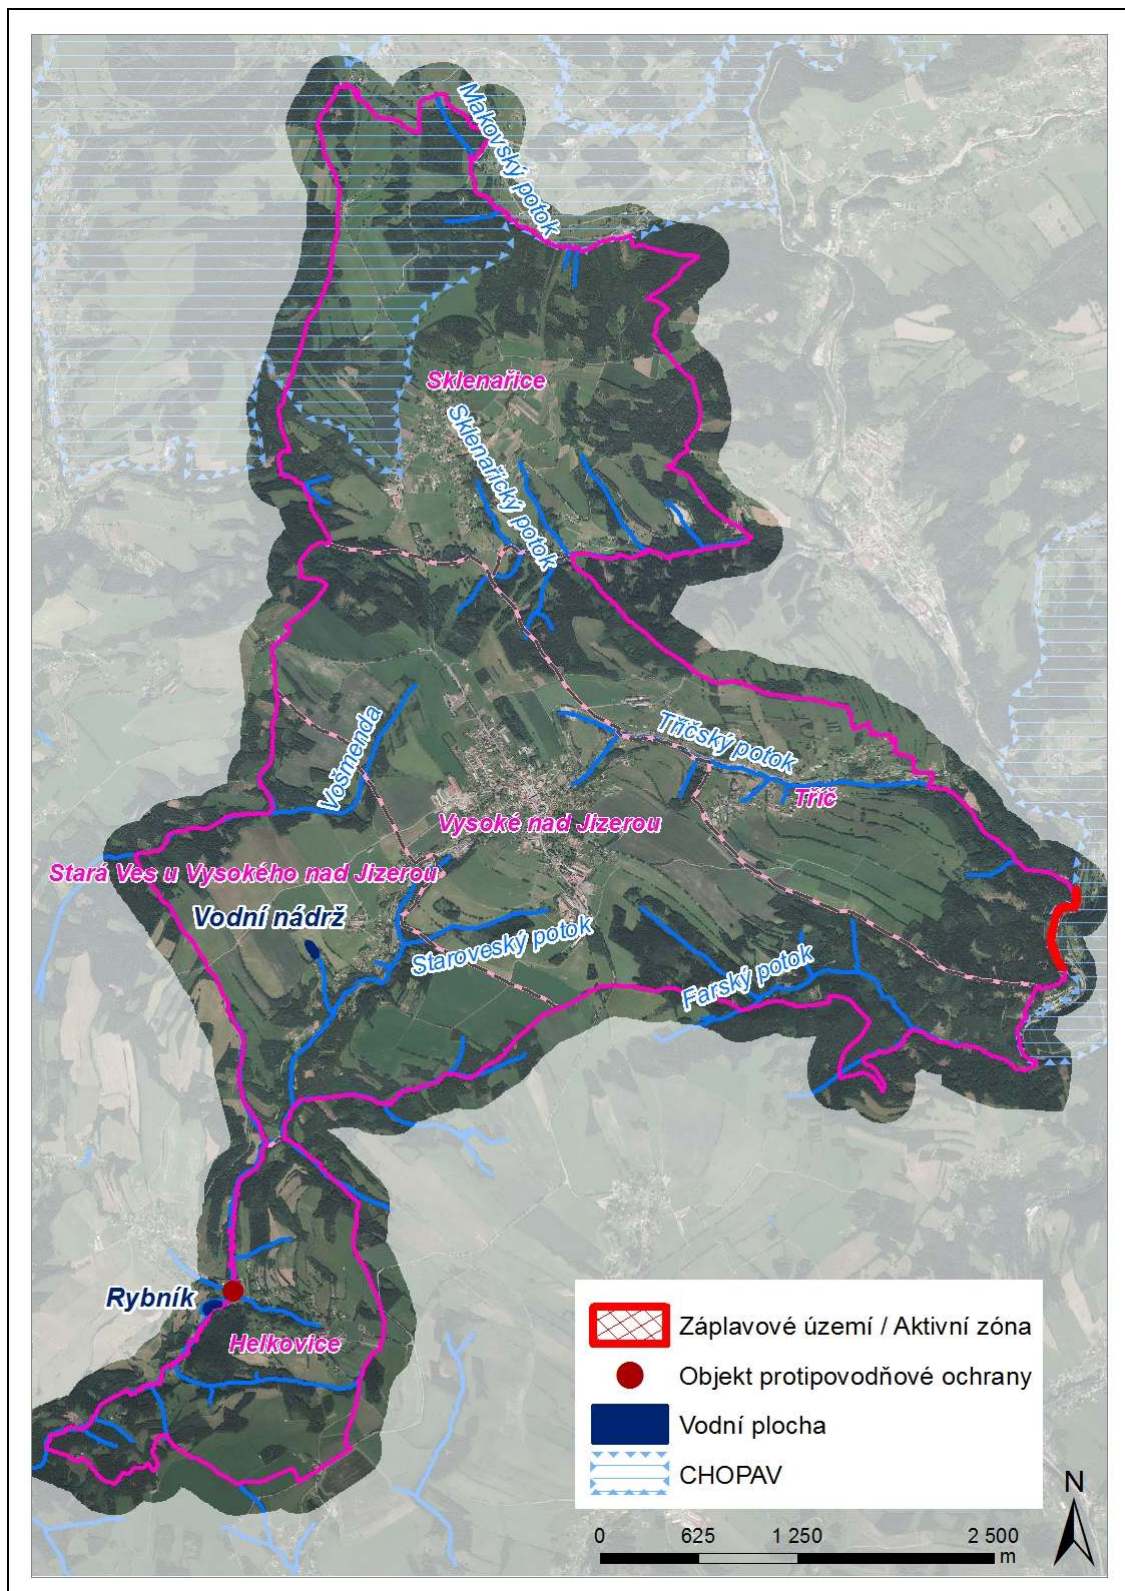 Makovský potok
Sklenařice
Sklenařický potok
Vošmenda
Tříčský potok
Tříč
Vysoké nad Jizerou
Stará Ves u Vysokého nad Jizerou
Vodní nádrž
Staroveský potok
Farský potok
Rybník
Helkovice
Záplavové území / Aktivní zóna
Objekt protipovodňové ochrany
Vodní plocha
CHOPAV
N
0 625 1 250 2 500
m